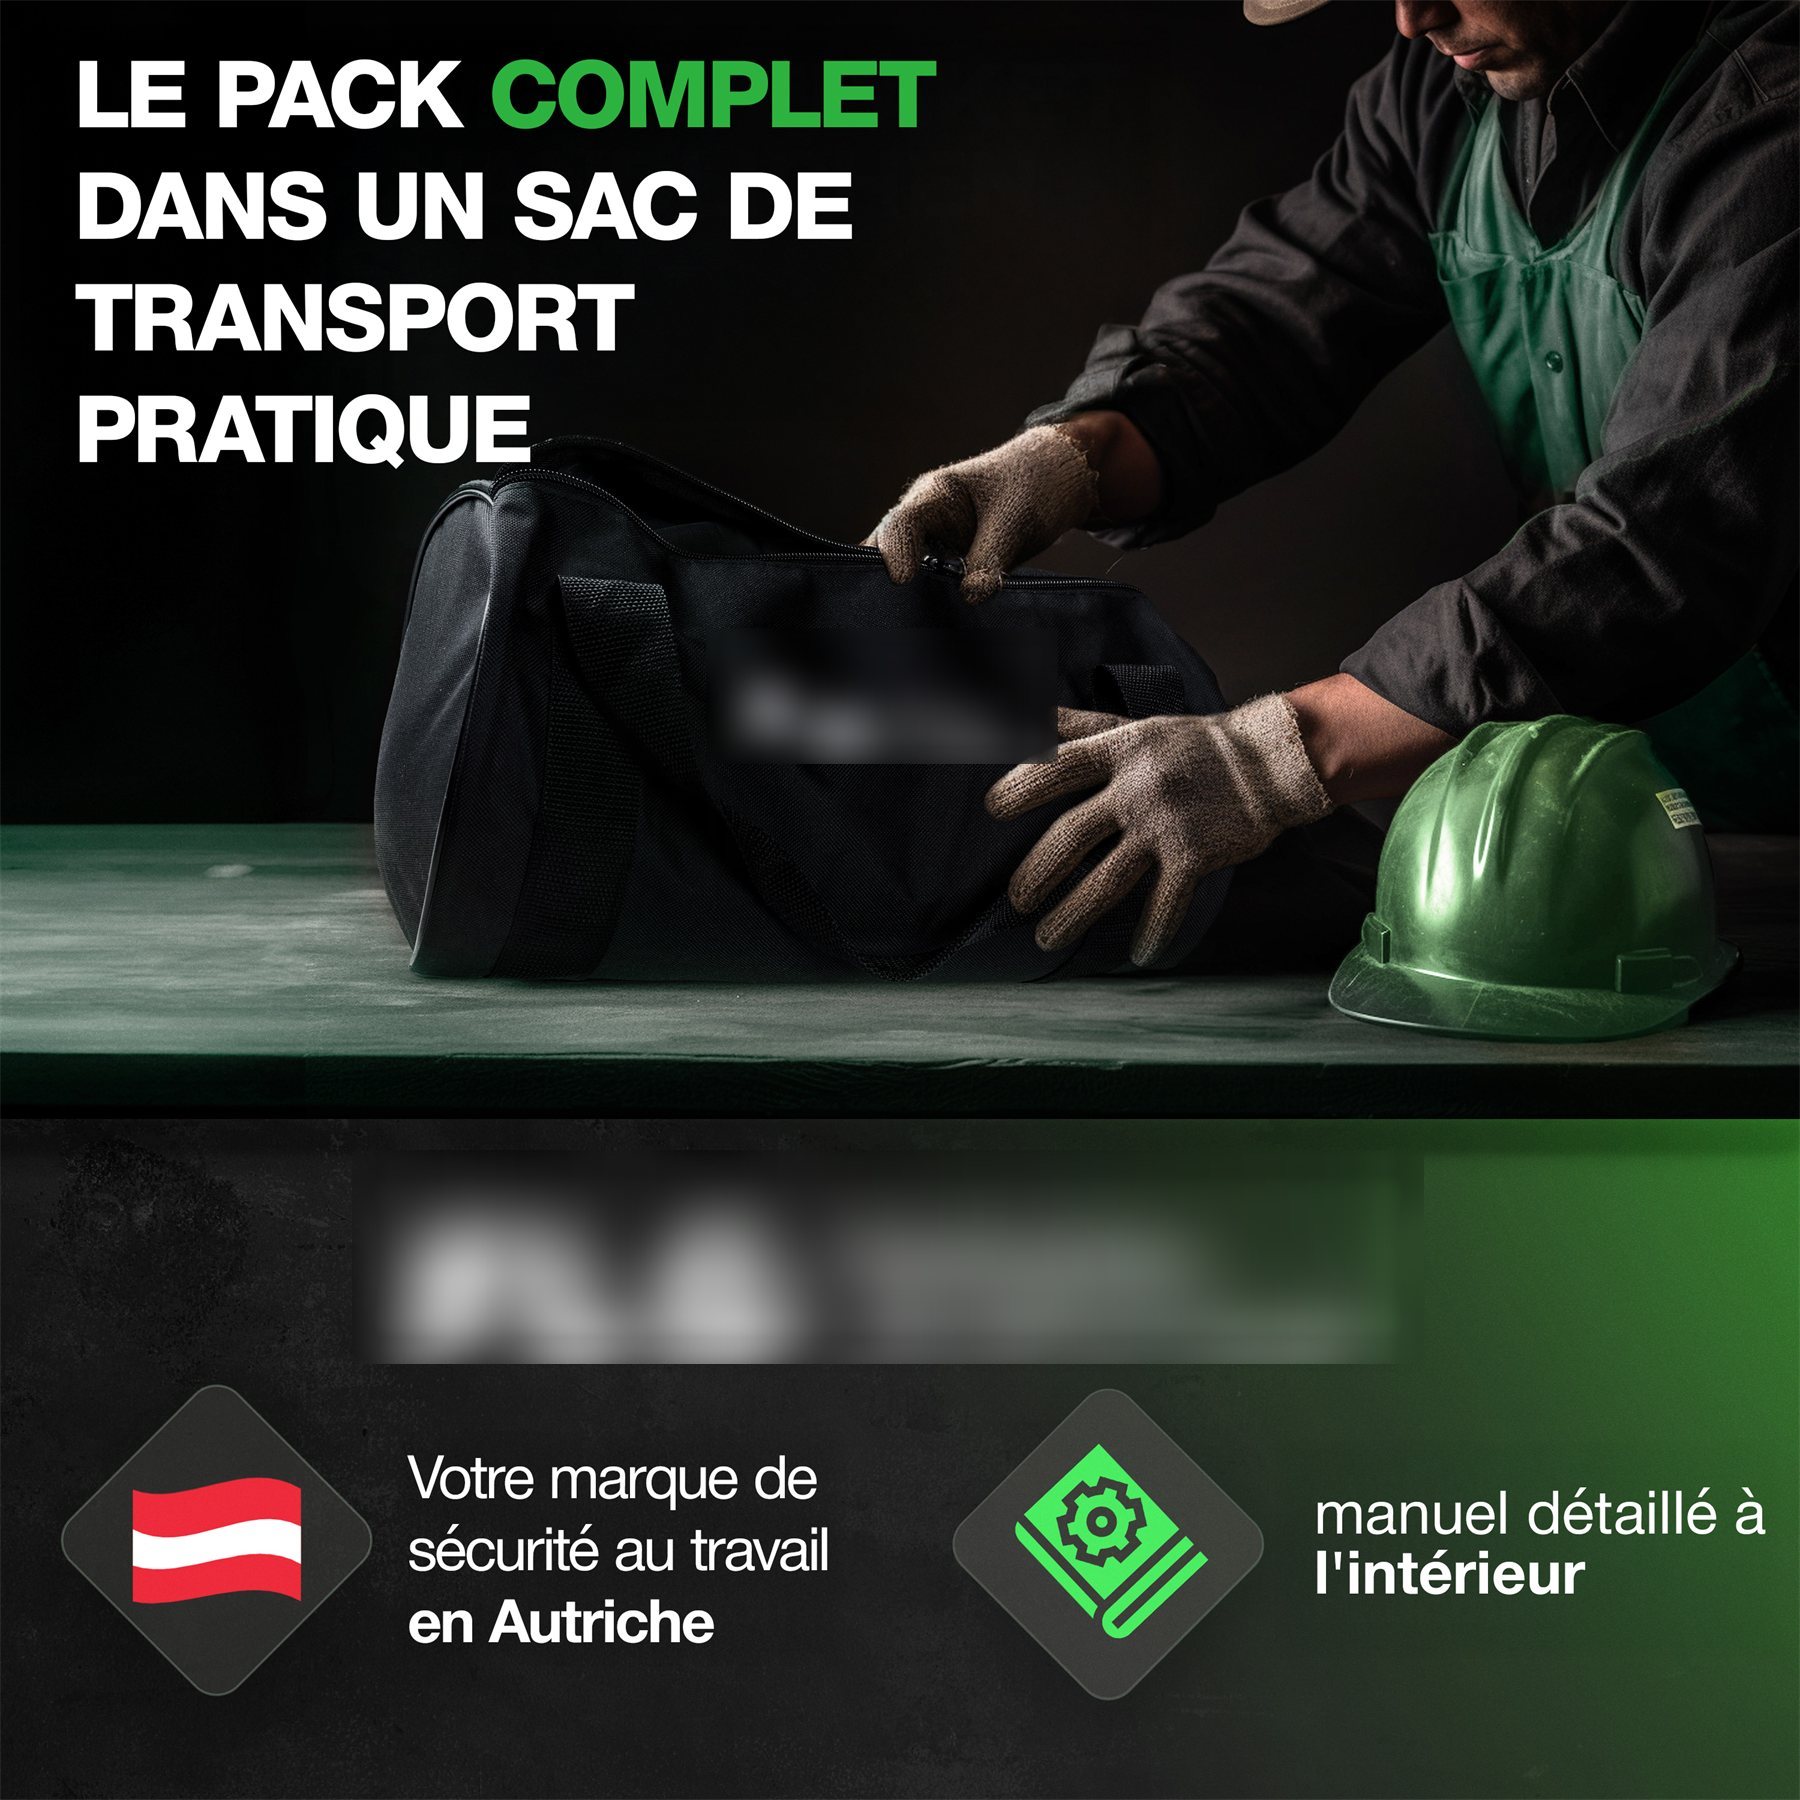 LE PACK COMPLET
DANS UN SAC DE
TRANSPORT
PRATIQUE
Votre marque de
sécurité au travail
en Autriche
manuel détaillé à
l'intérieur